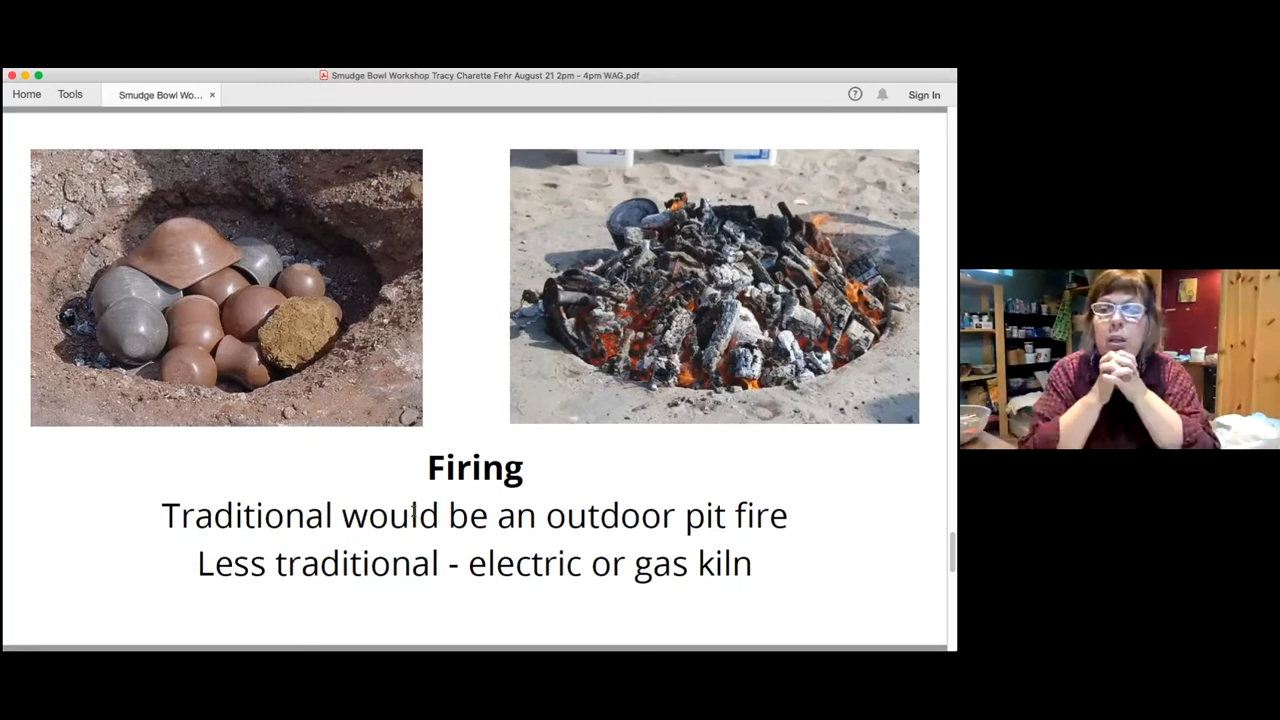 Smudge Bowl Workshop Tracy Charette Fehr August 21 2pm - 4pm WAG.pdf
Home Tools Smudge Bowl Wo... × ? Sign In
Firing
Traditional would be an outdoor pit fire
Less traditional - electric or gas kiln